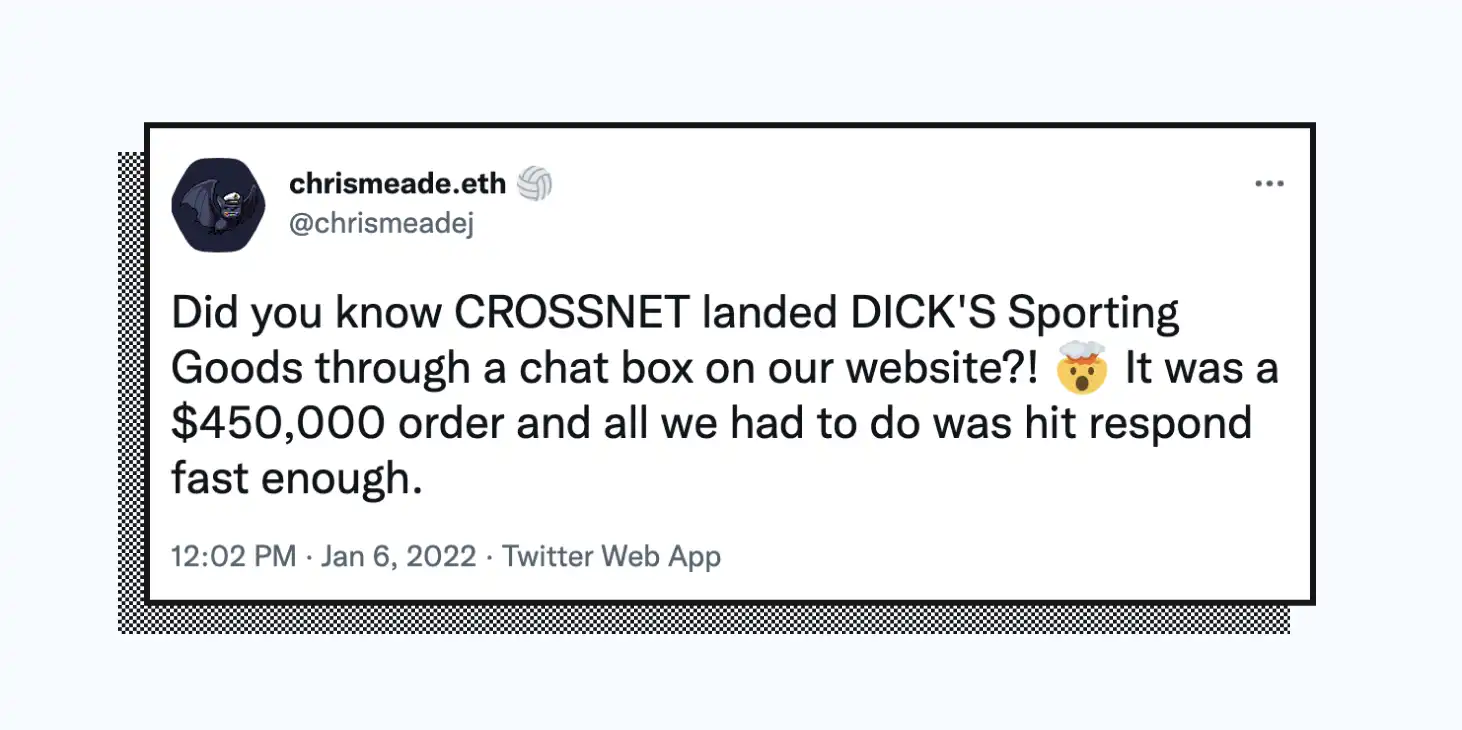 chrismeade.eth 🏐
@chrismeadej
Did you know CROSSNET landed DICK'S Sporting
Goods through a chat box on our website?! 🤯 It was a
$450,000 order and all we had to do was hit respond
fast enough.
12:02 PM · Jan 6, 2022 · Twitter Web App